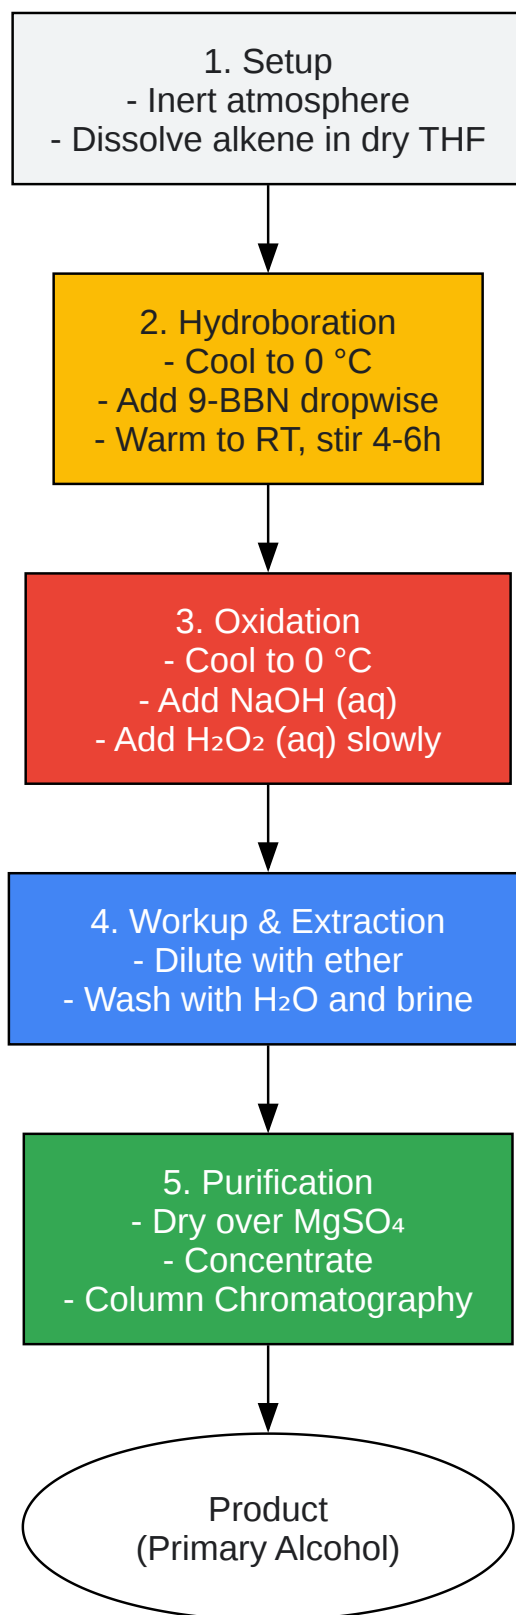 1. Setup
- Inert atmosphere
- Dissolve alkene in dry THF
2. Hydroboration
- Cool to 0 °C
- Add 9-BBN dropwise
- Warm to RT, stir 4-6h
3. Oxidation
- Cool to 0 °C
- Add NaOH (aq)
- Add H₂O₂ (aq) slowly
4. Workup & Extraction
- Dilute with ether
- Wash with H₂O and brine
5. Purification
- Dry over MgSO₄
- Concentrate
- Column Chromatography
Product
(Primary Alcohol)